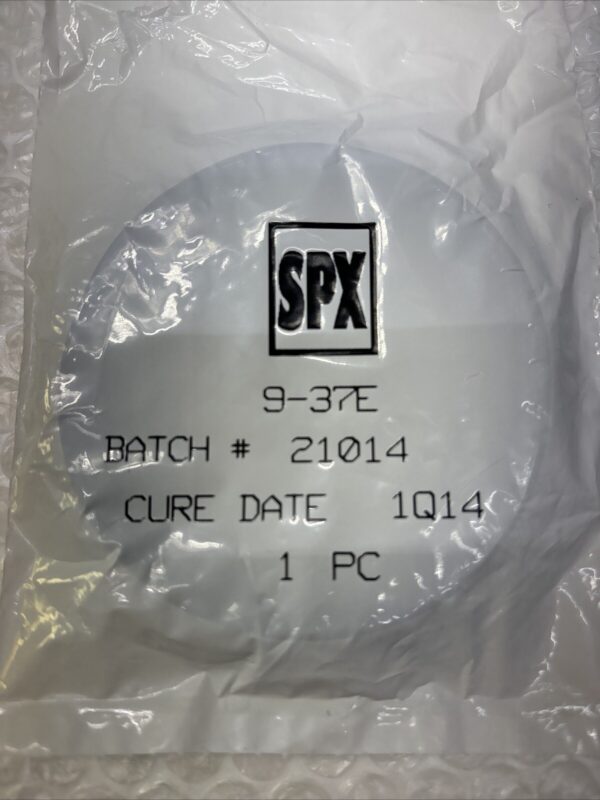 SPX
9-37E
BATCH # 21014
CURE DATE 1Q14
1 PC